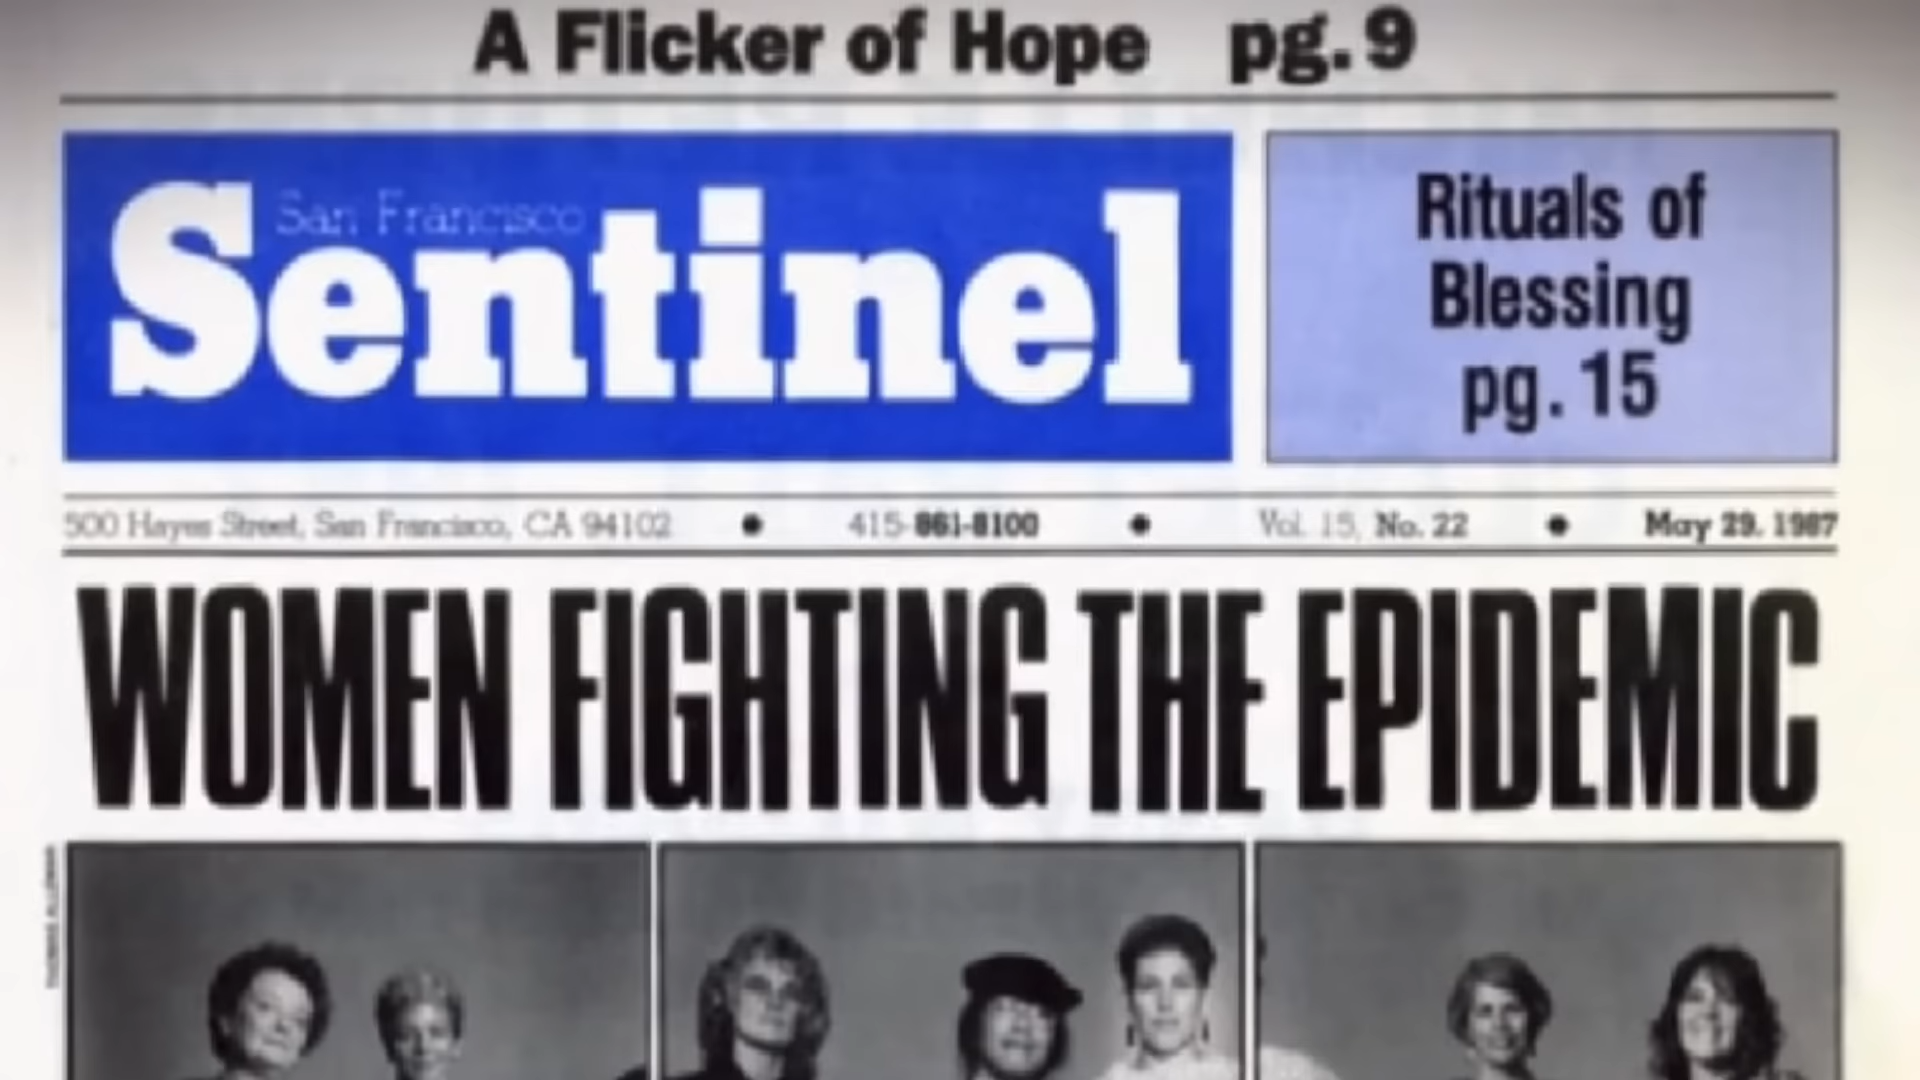 A Flicker of Hope pg. 9
San Francisco
Sentinel
Rituals of
Blessing
pg. 15
500 Hayes Street, San Francisco, CA 94102 • 415-861-8100 • Vol. 15, No. 22 • May 29. 1987
WOMEN FIGHTING THE EPIDEMIC